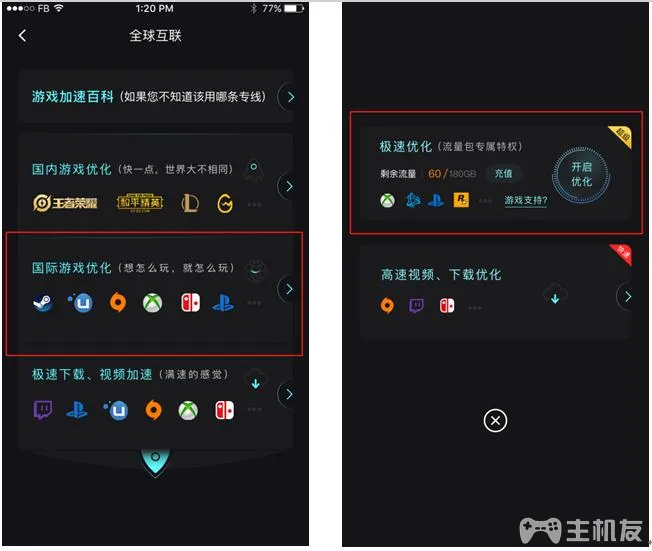 FB
1:20 PM
77%
全球互联
游戏加速百科（如果您不知道该用哪条专线）
国内游戏优化（快一点，世界大不相同）
王者荣耀
和平精英
国际游戏优化（想怎么玩，就怎么玩）
极速下载、视频加速（满速的感觉）
超级
极速优化（流量包专属特权）
剩余流量 60/180GB 充值
开启
优化
R
游戏支持？
快速
高速视频、下载优化
主机友